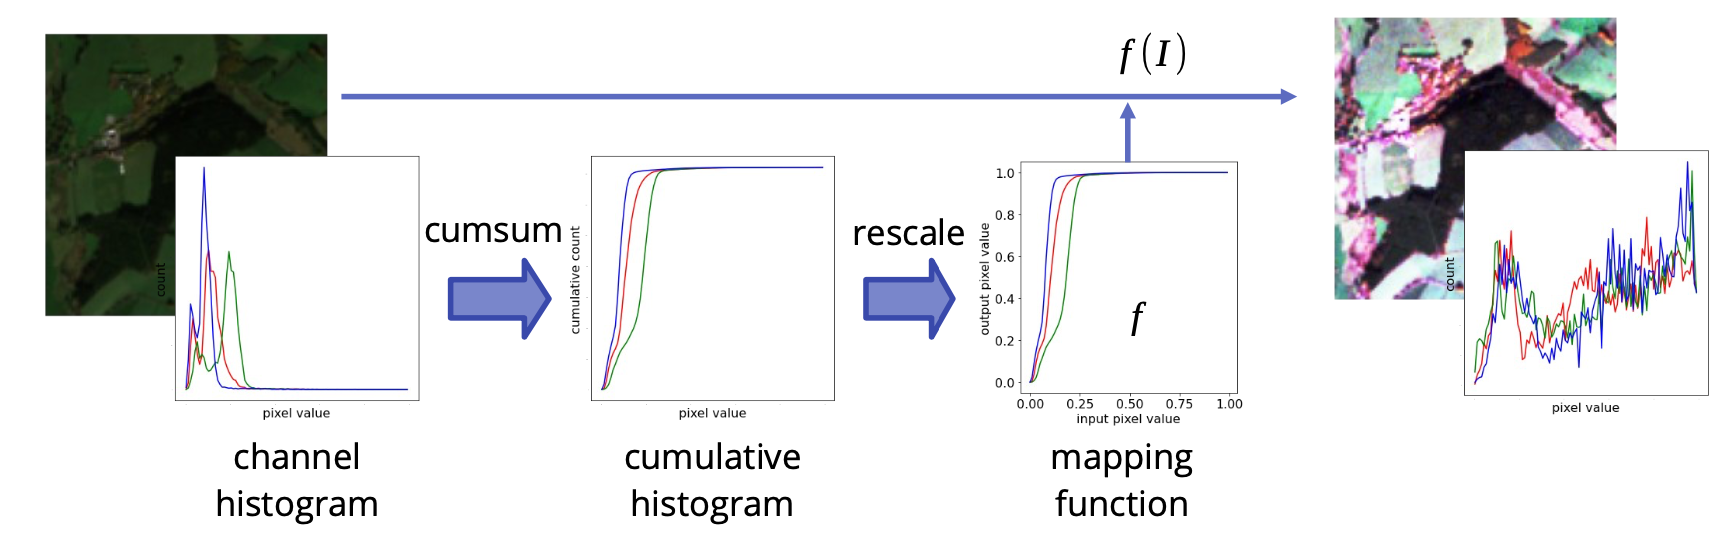 f(I)
count
pixel value
channel
histogram
cumsum
cumulative count
pixel value
cumulative
histogram
rescale
output pixel value
1.0
0.8
0.6
0.4
0.2
0.0
f
0.00 0.25 0.50 0.75 1.00
input pixel value
mapping
function
count
pixel value